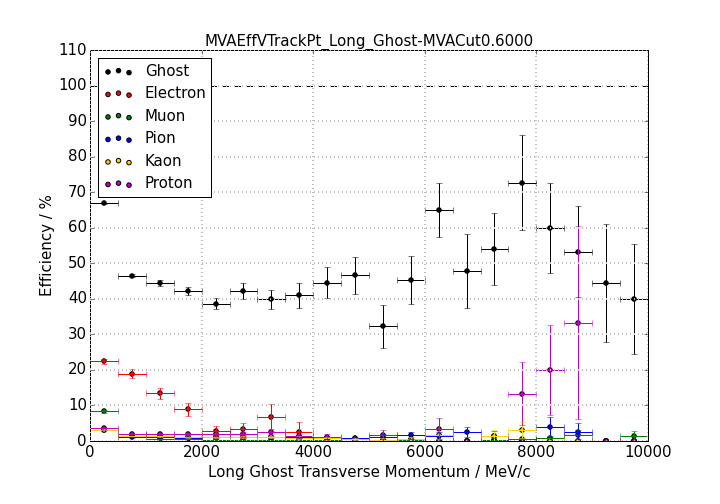 MVAEffVTrackPt_Long_Ghost-MVACut0.6000
110
100
90
80
70
60
50
40
30
20
10
0
Efficiency / %
Ghost
Electron
Muon
Pion
Kaon
Proton
0 2000 4000 6000 8000 10000
Long Ghost Transverse Momentum / MeV/c